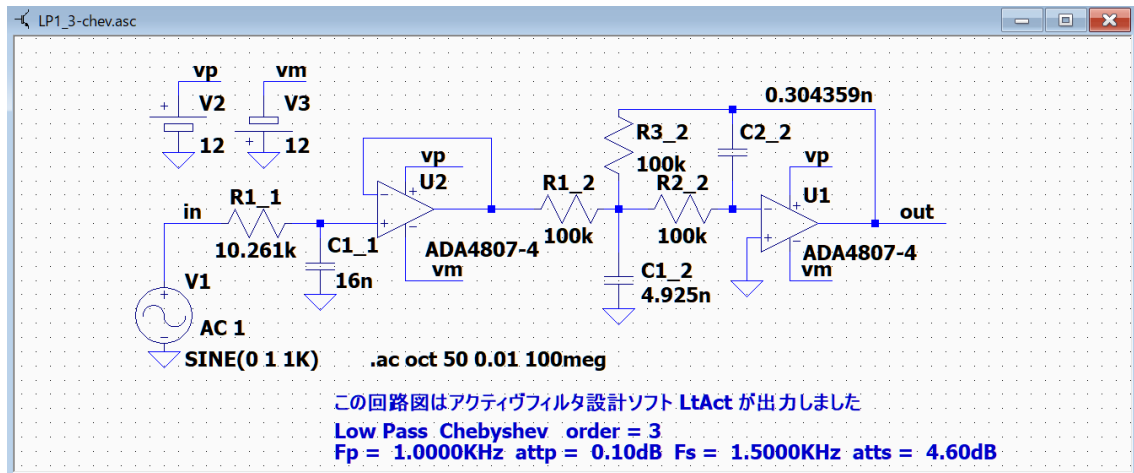 LP1_3-chev.asc
vp
vm
V2
V3
12
12
0.304359n
R3_2
C2_2
100k
vp
vp
U2
U1
R1_1
R1_2
R2_2
in
out
10.261k
C1_1
ADA4807-4
100k
100k
ADA4807-4
16n
vm
C1_2
vm
4.925n
V1
AC 1
SINE(0 1 1K)
.ac oct 50 0.01 100meg
この回路図はアクティヴフィルタ設計ソフト LtAct が出力しました
Low Pass Chebyshev order = 3
Fp = 1.0000KHz attp = 0.10dB Fs = 1.5000KHz atts = 4.60dB